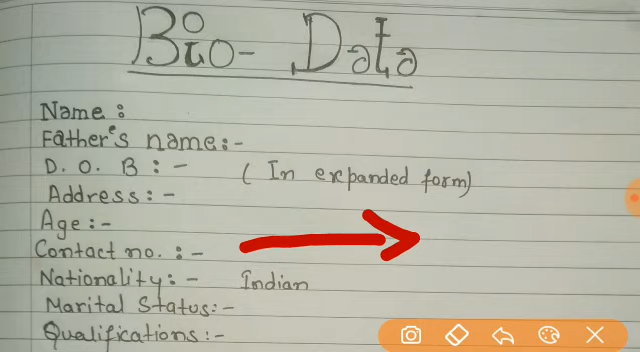 Bio- Data
Name :
Father's name:-
D. O. B : - ( In expanded form)
Address : -
Age : -
Contact no. : -
Nationality : - Indian
Marital Status:-
Qualifications : -